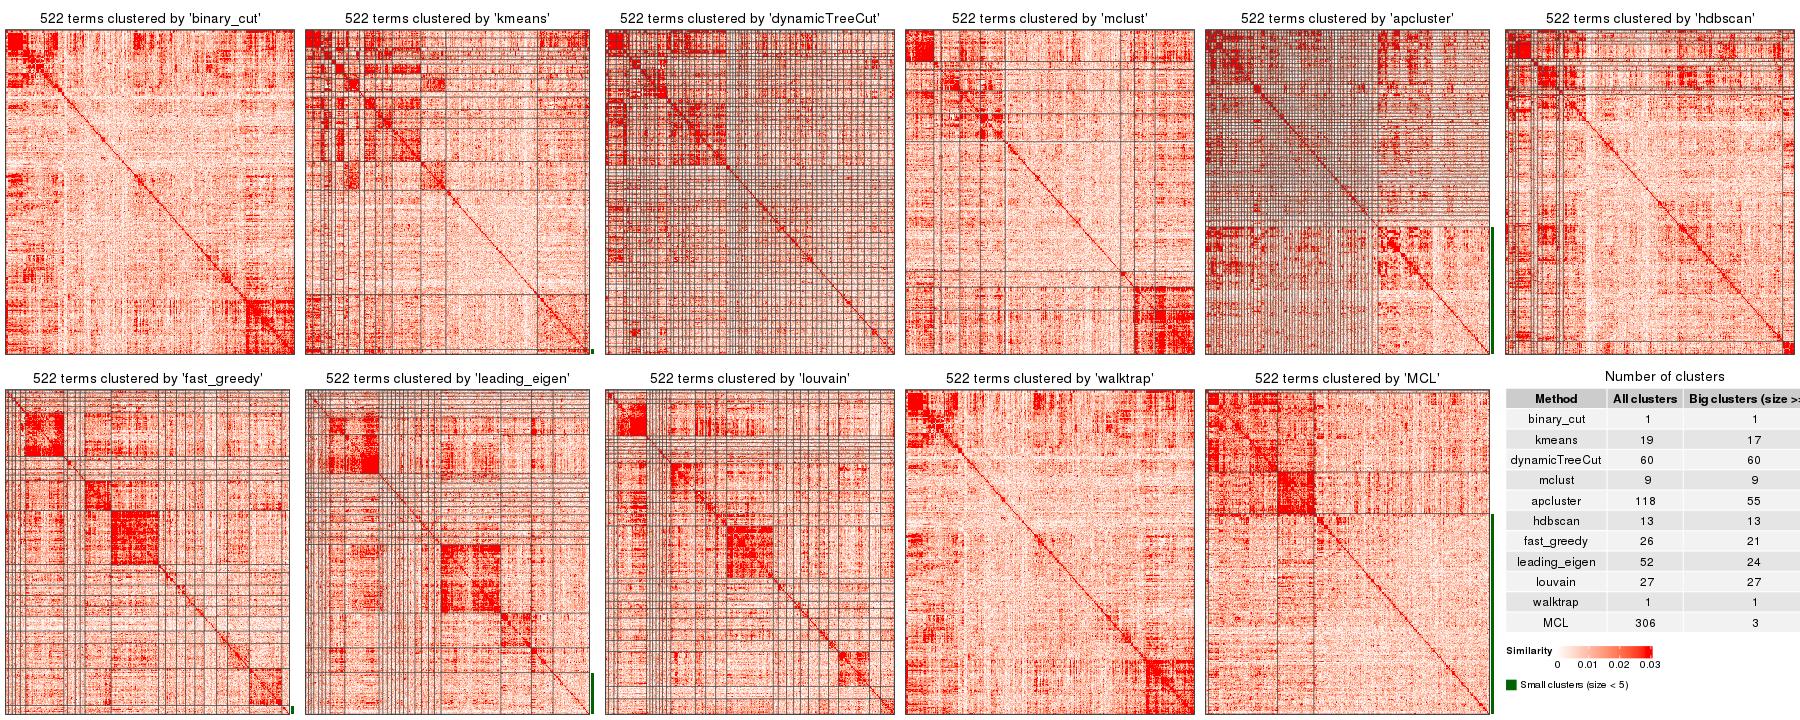 522 terms clustered by 'binary_cut'
522 terms clustered by 'kmeans'
522 terms clustered by 'dynamicTreeCut'
522 terms clustered by 'mclust'
522 terms clustered by 'apcluster'
522 terms clustered by 'hdbscan'
522 terms clustered by 'fast_greedy'
522 terms clustered by 'leading_eigen'
522 terms clustered by 'louvain'
522 terms clustered by 'walktrap'
522 terms clustered by 'MCL'
Number of clusters
Method All clusters Big clusters (size >=
binary_cut 1 1
kmeans 19 17
dynamicTreeCut 60 60
mclust 9 9
apcluster 118 55
hdbscan 13 13
fast_greedy 26 21
leading_eigen 52 24
louvain 27 27
walktrap 1 1
MCL 306 3
Similarity
0 0.01 0.02 0.03
Small clusters (size < 5)